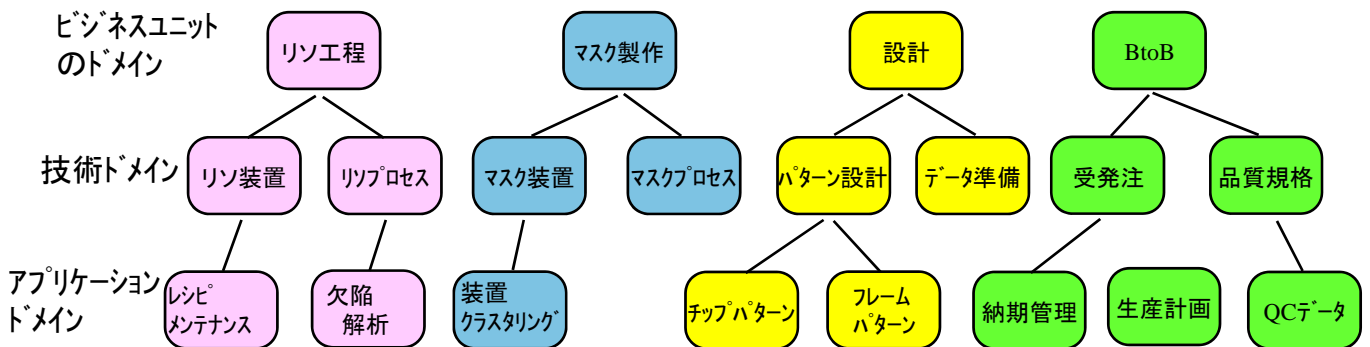 ビジネスユニット
のドメイン
リソ工程
マスク製作
設計
BtoB
技術ドメイン
リソ装置
リソプロセス
マスク装置
マスクプロセス
パターン設計
データ準備
受発注
品質規格
アプリケーション
ドメイン
レシピ
メンテナンス
欠陥
解析
装置
クラスタリング
チップパターン
フレーム
パターン
納期管理
生産計画
QCデータ